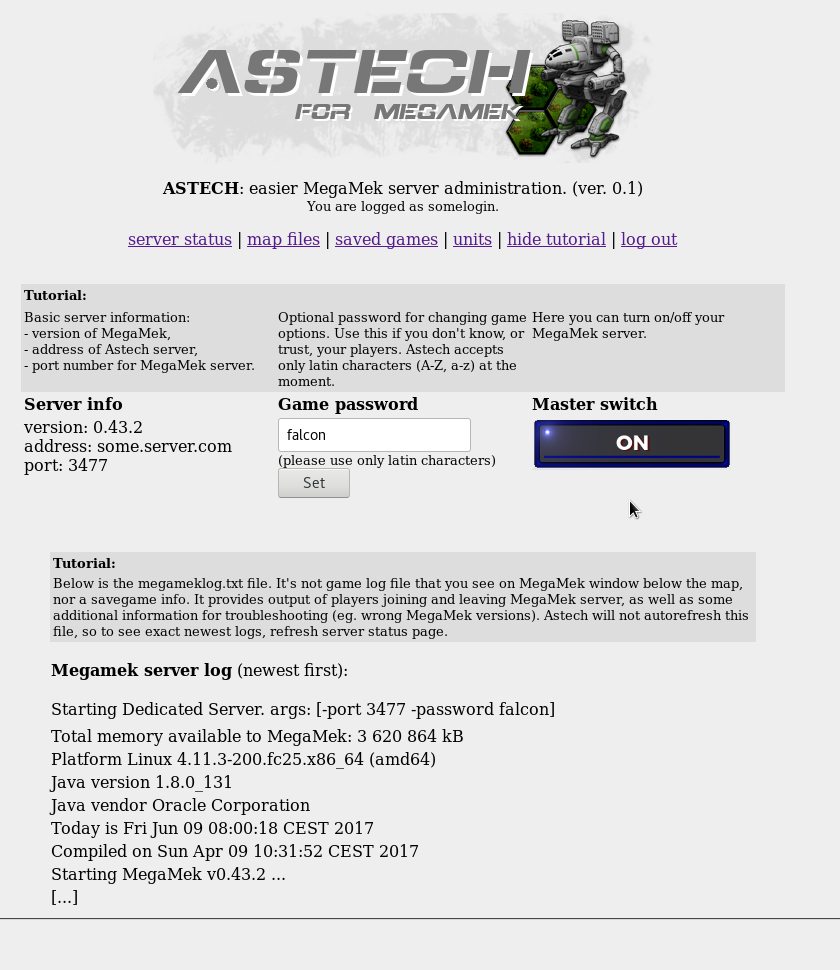 ASTECH
FOR MEGAMEK
ASTECH: easier MegaMek server administration. (ver. 0.1)
You are logged as somelogin.
server status | map files | saved games | units | hide tutorial | log out
Tutorial:
Basic server information:
- version of MegaMek,
- address of Astech server,
- port number for MegaMek server.
Optional password for changing game
options. Use this if you don't know, or
trust, your players. Astech accepts
only latin characters (A-Z, a-z) at the
moment.
Here you can turn on/off your
MegaMek server.
Server info
version: 0.43.2
address: some.server.com
port: 3477
Game password
falcon
(please use only latin characters)
Set
Master switch
ON
Tutorial:
Below is the megameklog.txt file. It's not game log file that you see on MegaMek window below the map,
nor a savegame info. It provides output of players joining and leaving MegaMek server, as well as some
additional information for troubleshooting (eg. wrong MegaMek versions). Astech will not autorefresh this
file, so to see exact newest logs, refresh server status page.
Megamek server log (newest first):
Starting Dedicated Server. args: [-port 3477 -password falcon]
Total memory available to MegaMek: 3 620 864 kB
Platform Linux 4.11.3-200.fc25.x86_64 (amd64)
Java version 1.8.0_131
Java vendor Oracle Corporation
Today is Fri Jun 09 08:00:18 CEST 2017
Compiled on Sun Apr 09 10:31:52 CEST 2017
Starting MegaMek v0.43.2 ...
[...]